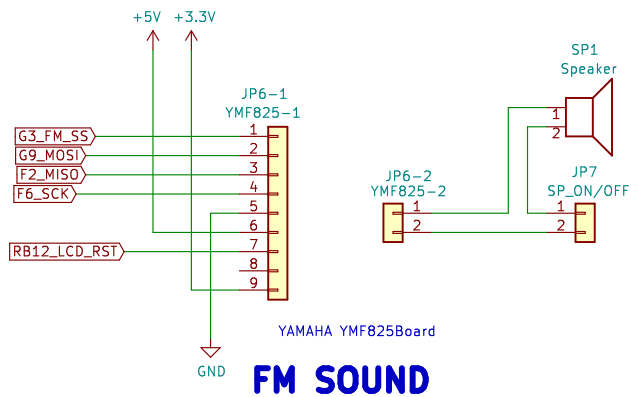 +5V +3.3V
SP1
Speaker
JP6-1
YMF825-1
G3_FM_SS 1
G9_MOSI 2
F2_MISO 3
F6_SCK 4
5
6
RB12_LCD_RST 7
8
9
GND
1
2
JP6-2
YMF825-2
1
2
JP7
SP_ON/OFF
1
2
YAMAHA YMF825Board
FM SOUND